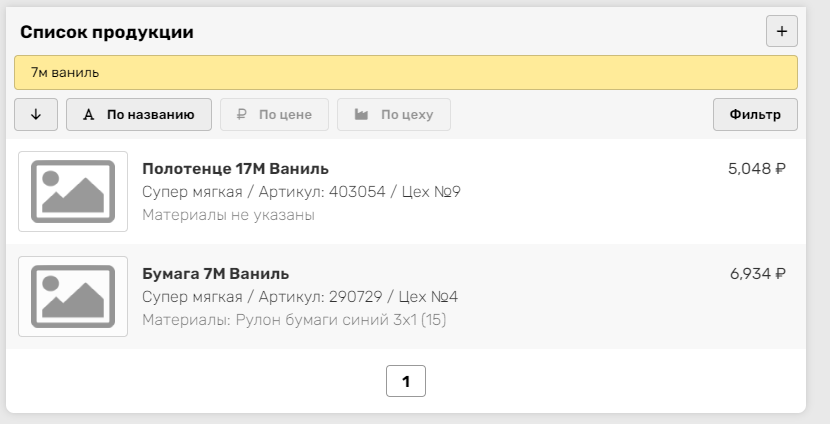 Список продукции
+
7м ваниль
↓ А По названию ₽ По цене По цеху Фильтр
Полотенце 17М Ваниль 5,048 ₽
Супер мягкая / Артикул: 403054 / Цех №9
Материалы не указаны
Бумага 7М Ваниль 6,934 ₽
Супер мягкая / Артикул: 290729 / Цех №4
Материалы: Рулон бумаги синий 3x1 (15)
1